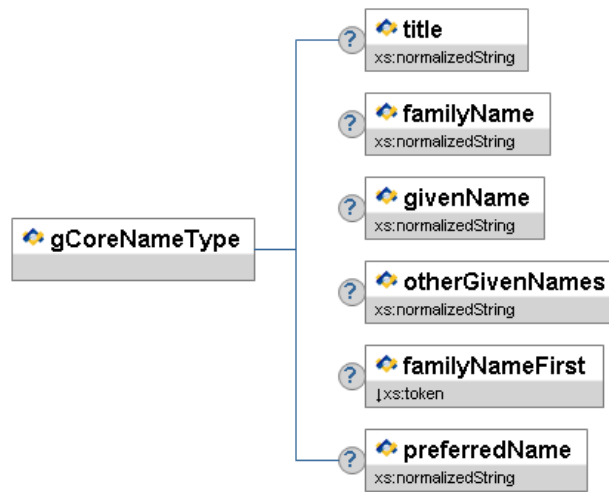 ? title
xs:normalizedString
? familyName
xs:normalizedString
? givenName
xs:normalizedString
gCoreNameType
? otherGivenNames
xs:normalizedString
? familyNameFirst
↓xs:token
? preferredName
xs:normalizedString